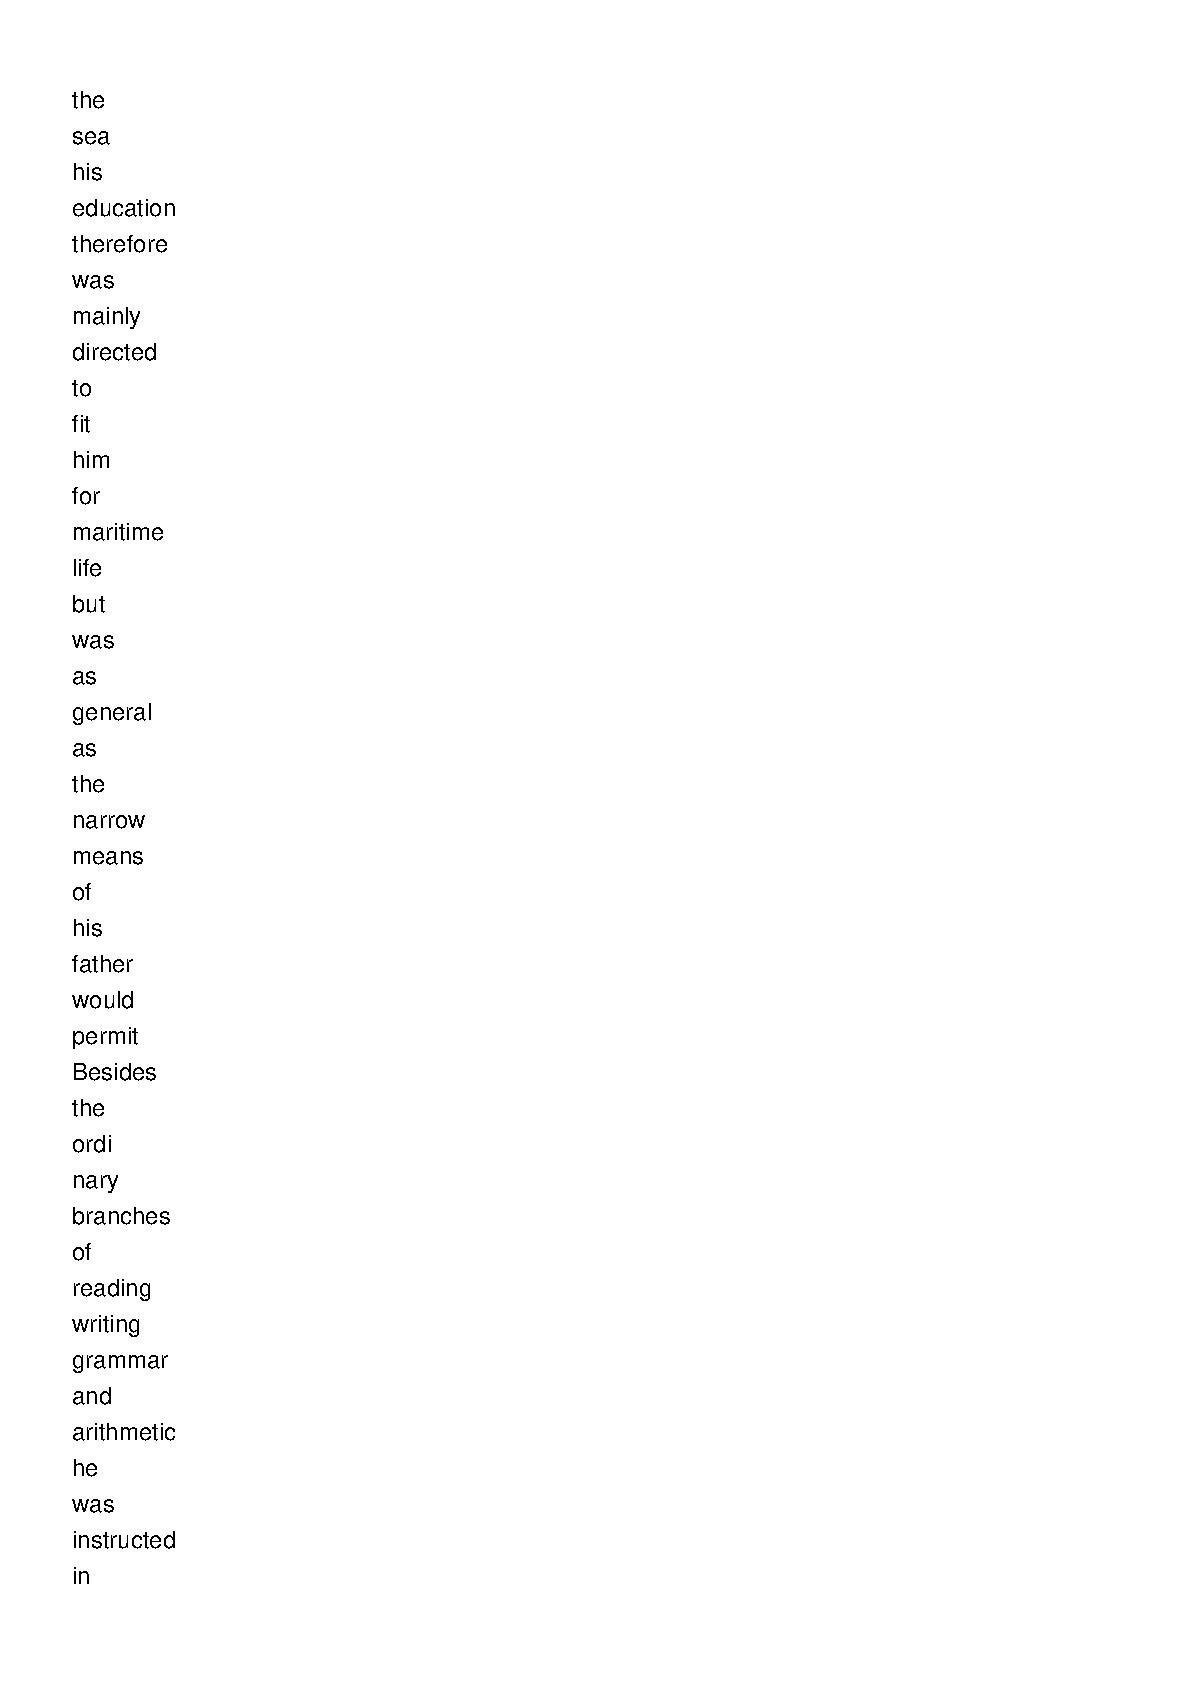 the
sea
his
education
therefore
was
mainly
directed
to
fit
him
for
maritime
life
but
was
as
general
as
the
narrow
means
of
his
father
would
permit
Besides
the
ordi
nary
branches
of
reading
writing
grammar
and
arithmetic
he
was
instructed
in